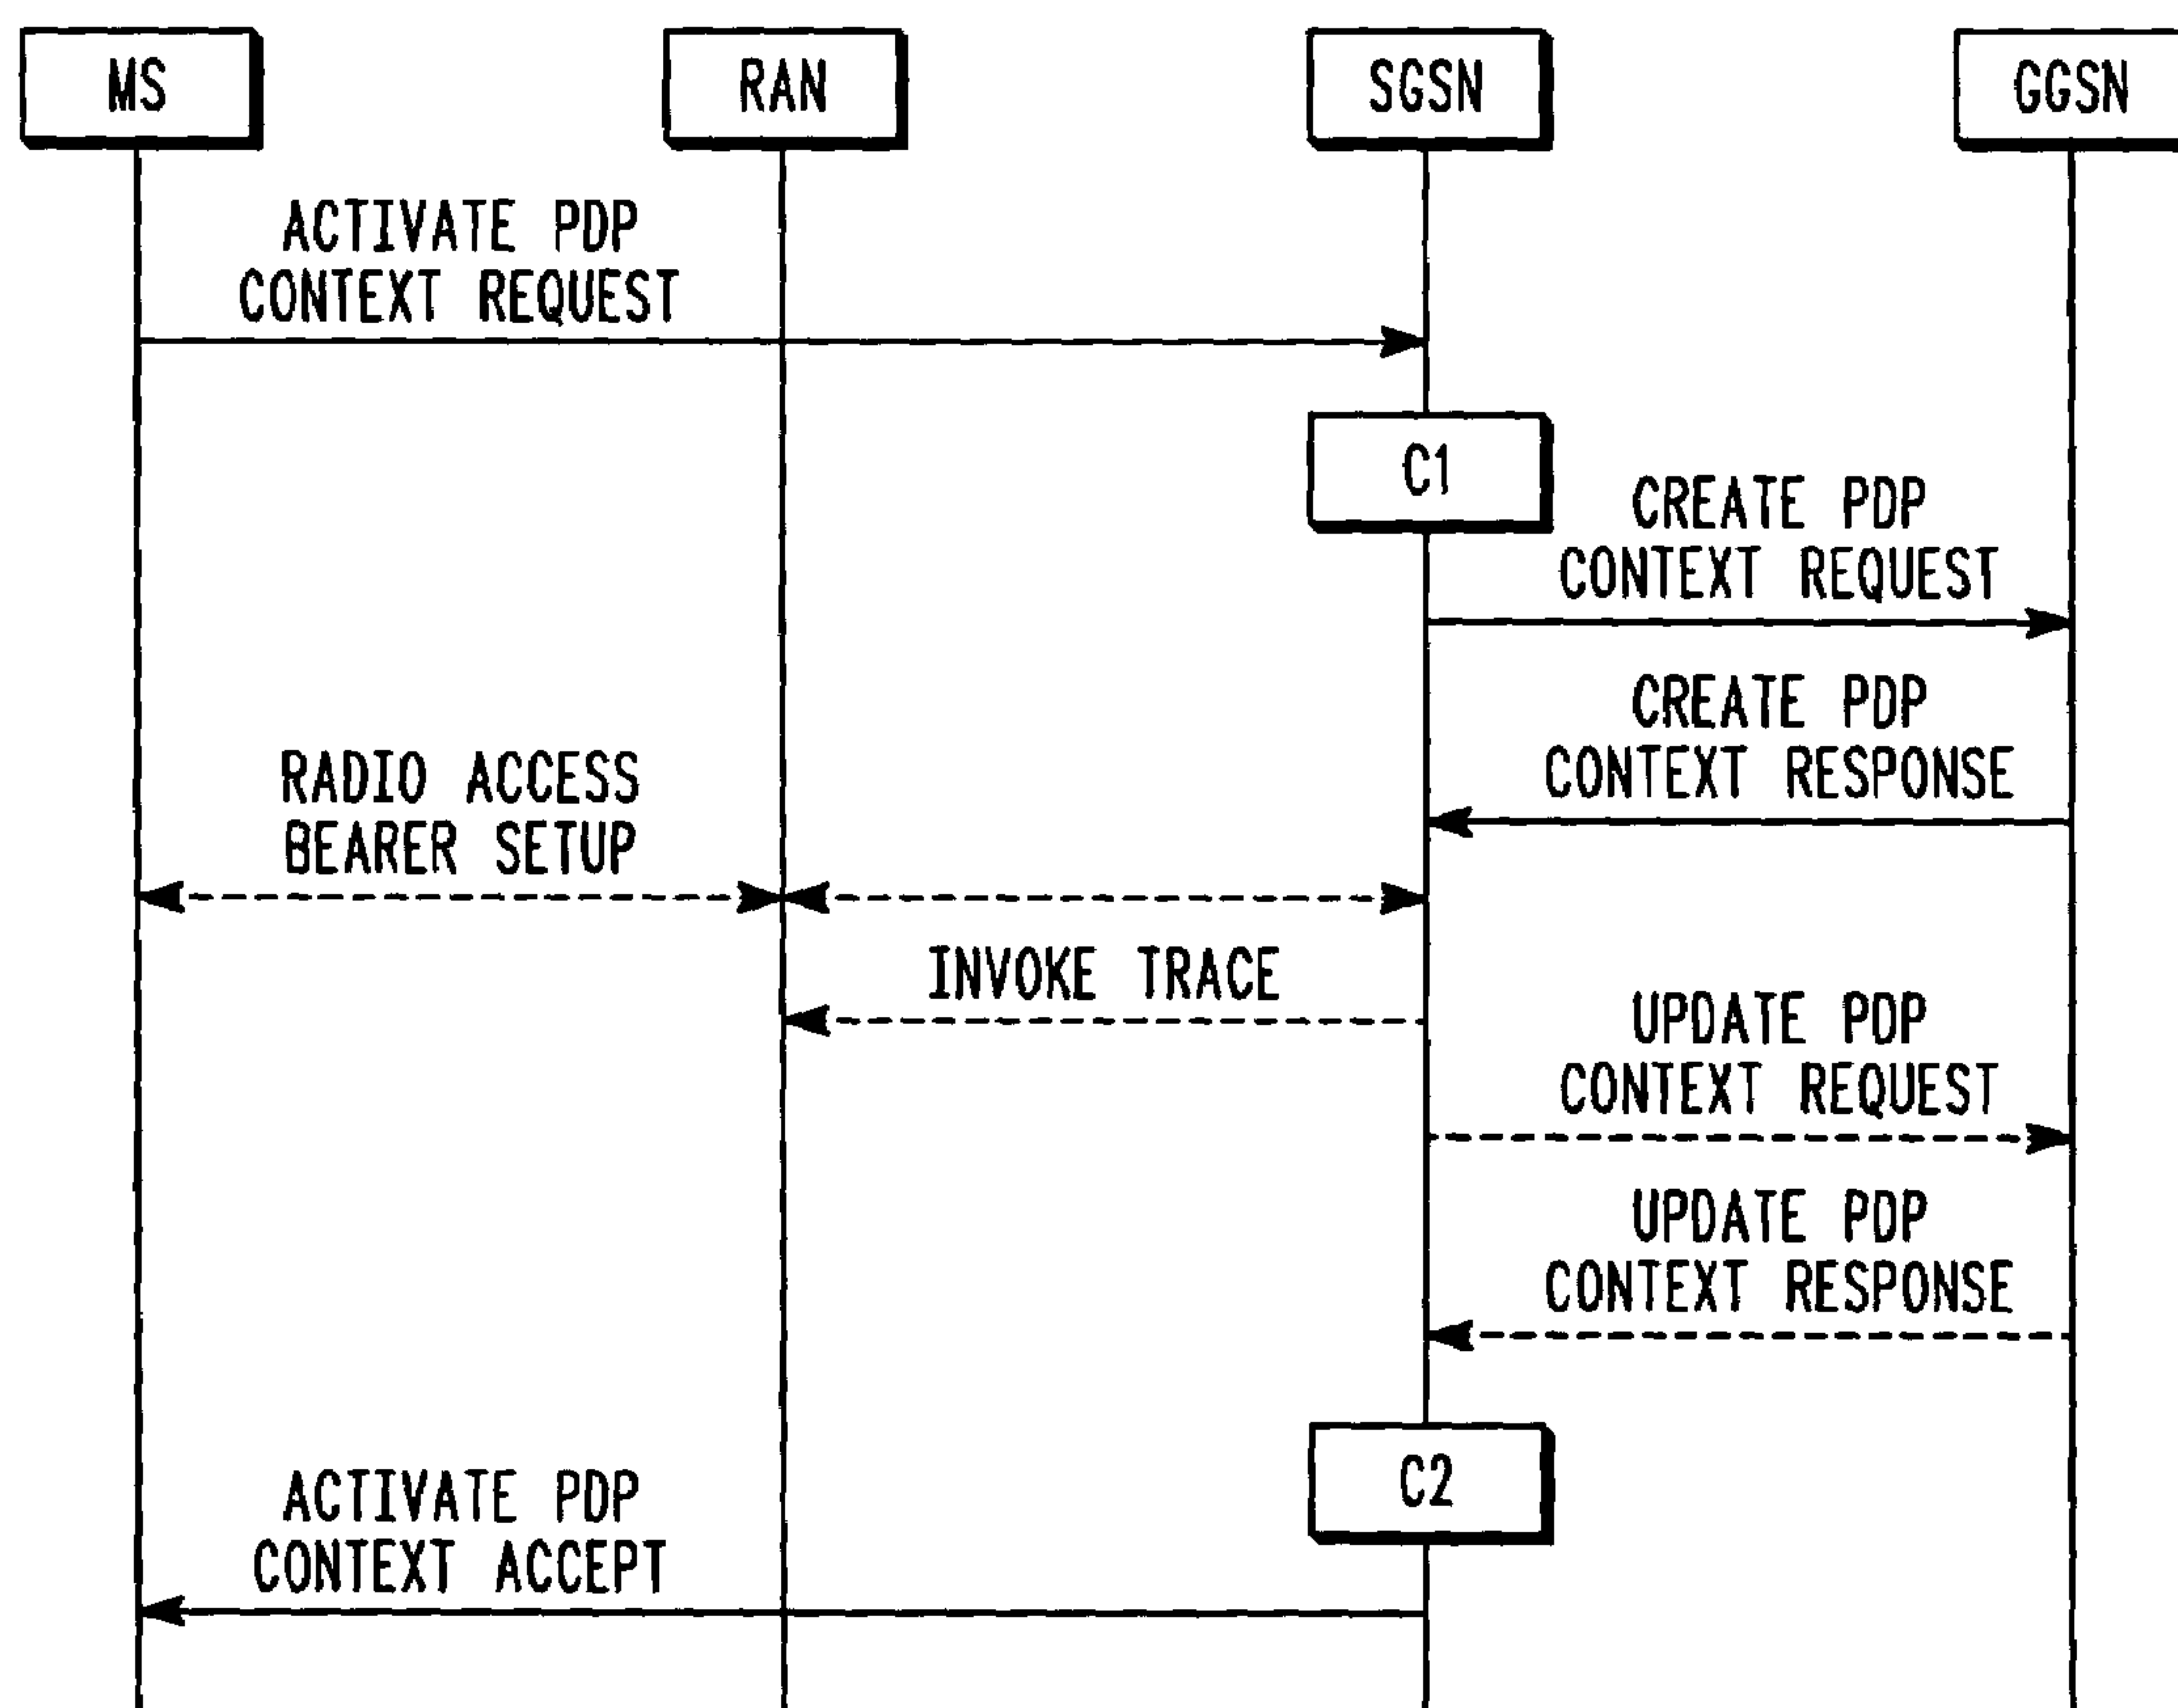 MS
RAN
SGSN
GGSN
ACTIVATE PDP
CONTEXT REQUEST
C1
CREATE PDP
CONTEXT REQUEST
CREATE PDP
CONTEXT RESPONSE
RADIO ACCESS
BEARER SETUP
INVOKE TRACE
UPDATE PDP
CONTEXT REQUEST
UPDATE PDP
CONTEXT RESPONSE
C2
ACTIVATE PDP
CONTEXT ACCEPT